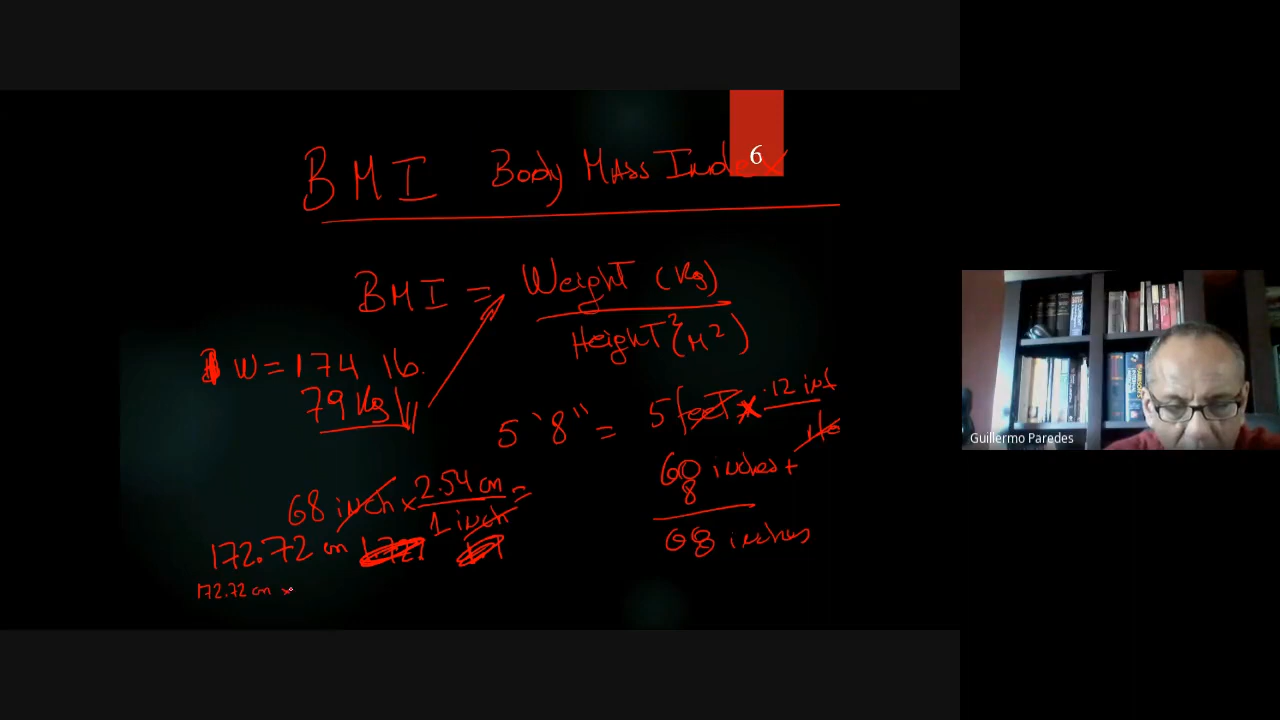 6
BMI Body Mass Index
BMI = Weight (Kg)
Height² (M²)
W = 174 lb.
79 Kg
5'8" = 5 feet x 12 in
60 inches +
8
68 inches
68 inch x 2.54 cm =
1 inch
172.72 cm
172.72 cm x
Guillermo Paredes